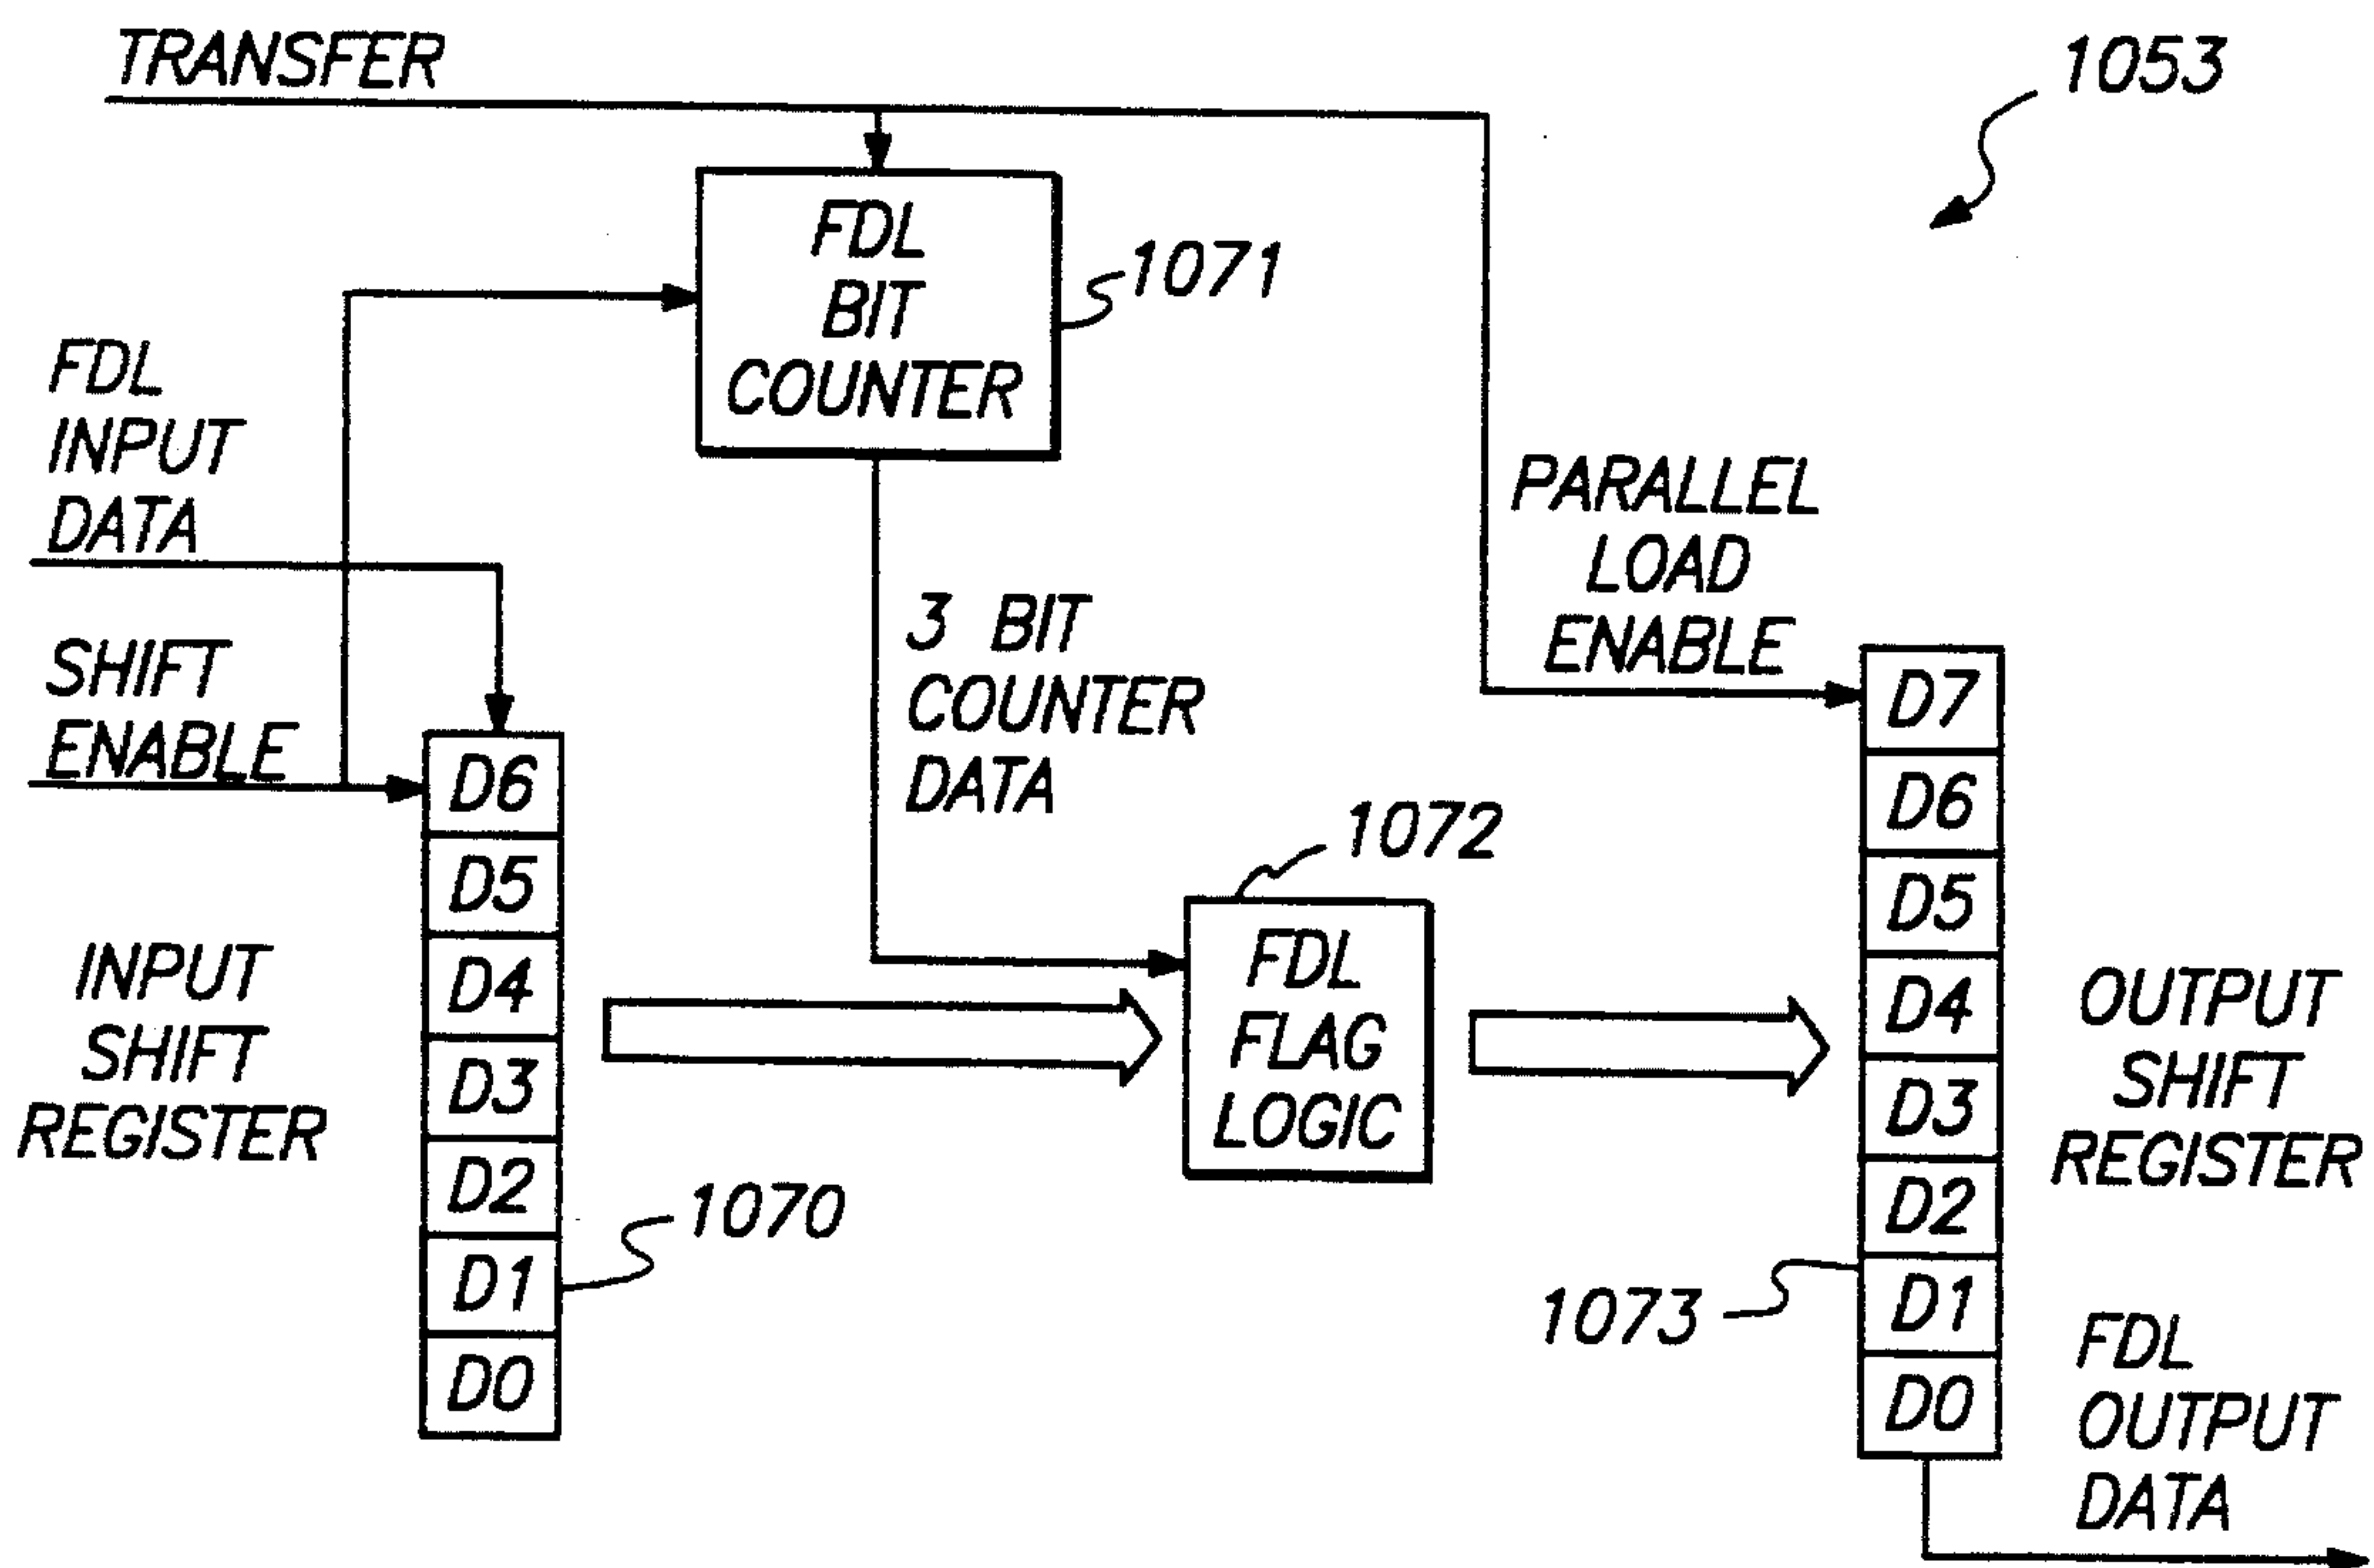 TRANSFER
1053
FDL
BIT
COUNTER
1071
FDL
INPUT
DATA
SHIFT
ENABLE
3 BIT
COUNTER
DATA
PARALLEL
LOAD
ENABLE
D6
D5
D4
D3
D2
D1
D0
INPUT
SHIFT
REGISTER
1070
1072
FDL
FLAG
LOGIC
D7
D6
D5
D4
D3
D2
D1
D0
1073
OUTPUT
SHIFT
REGISTER
FDL
OUTPUT
DATA